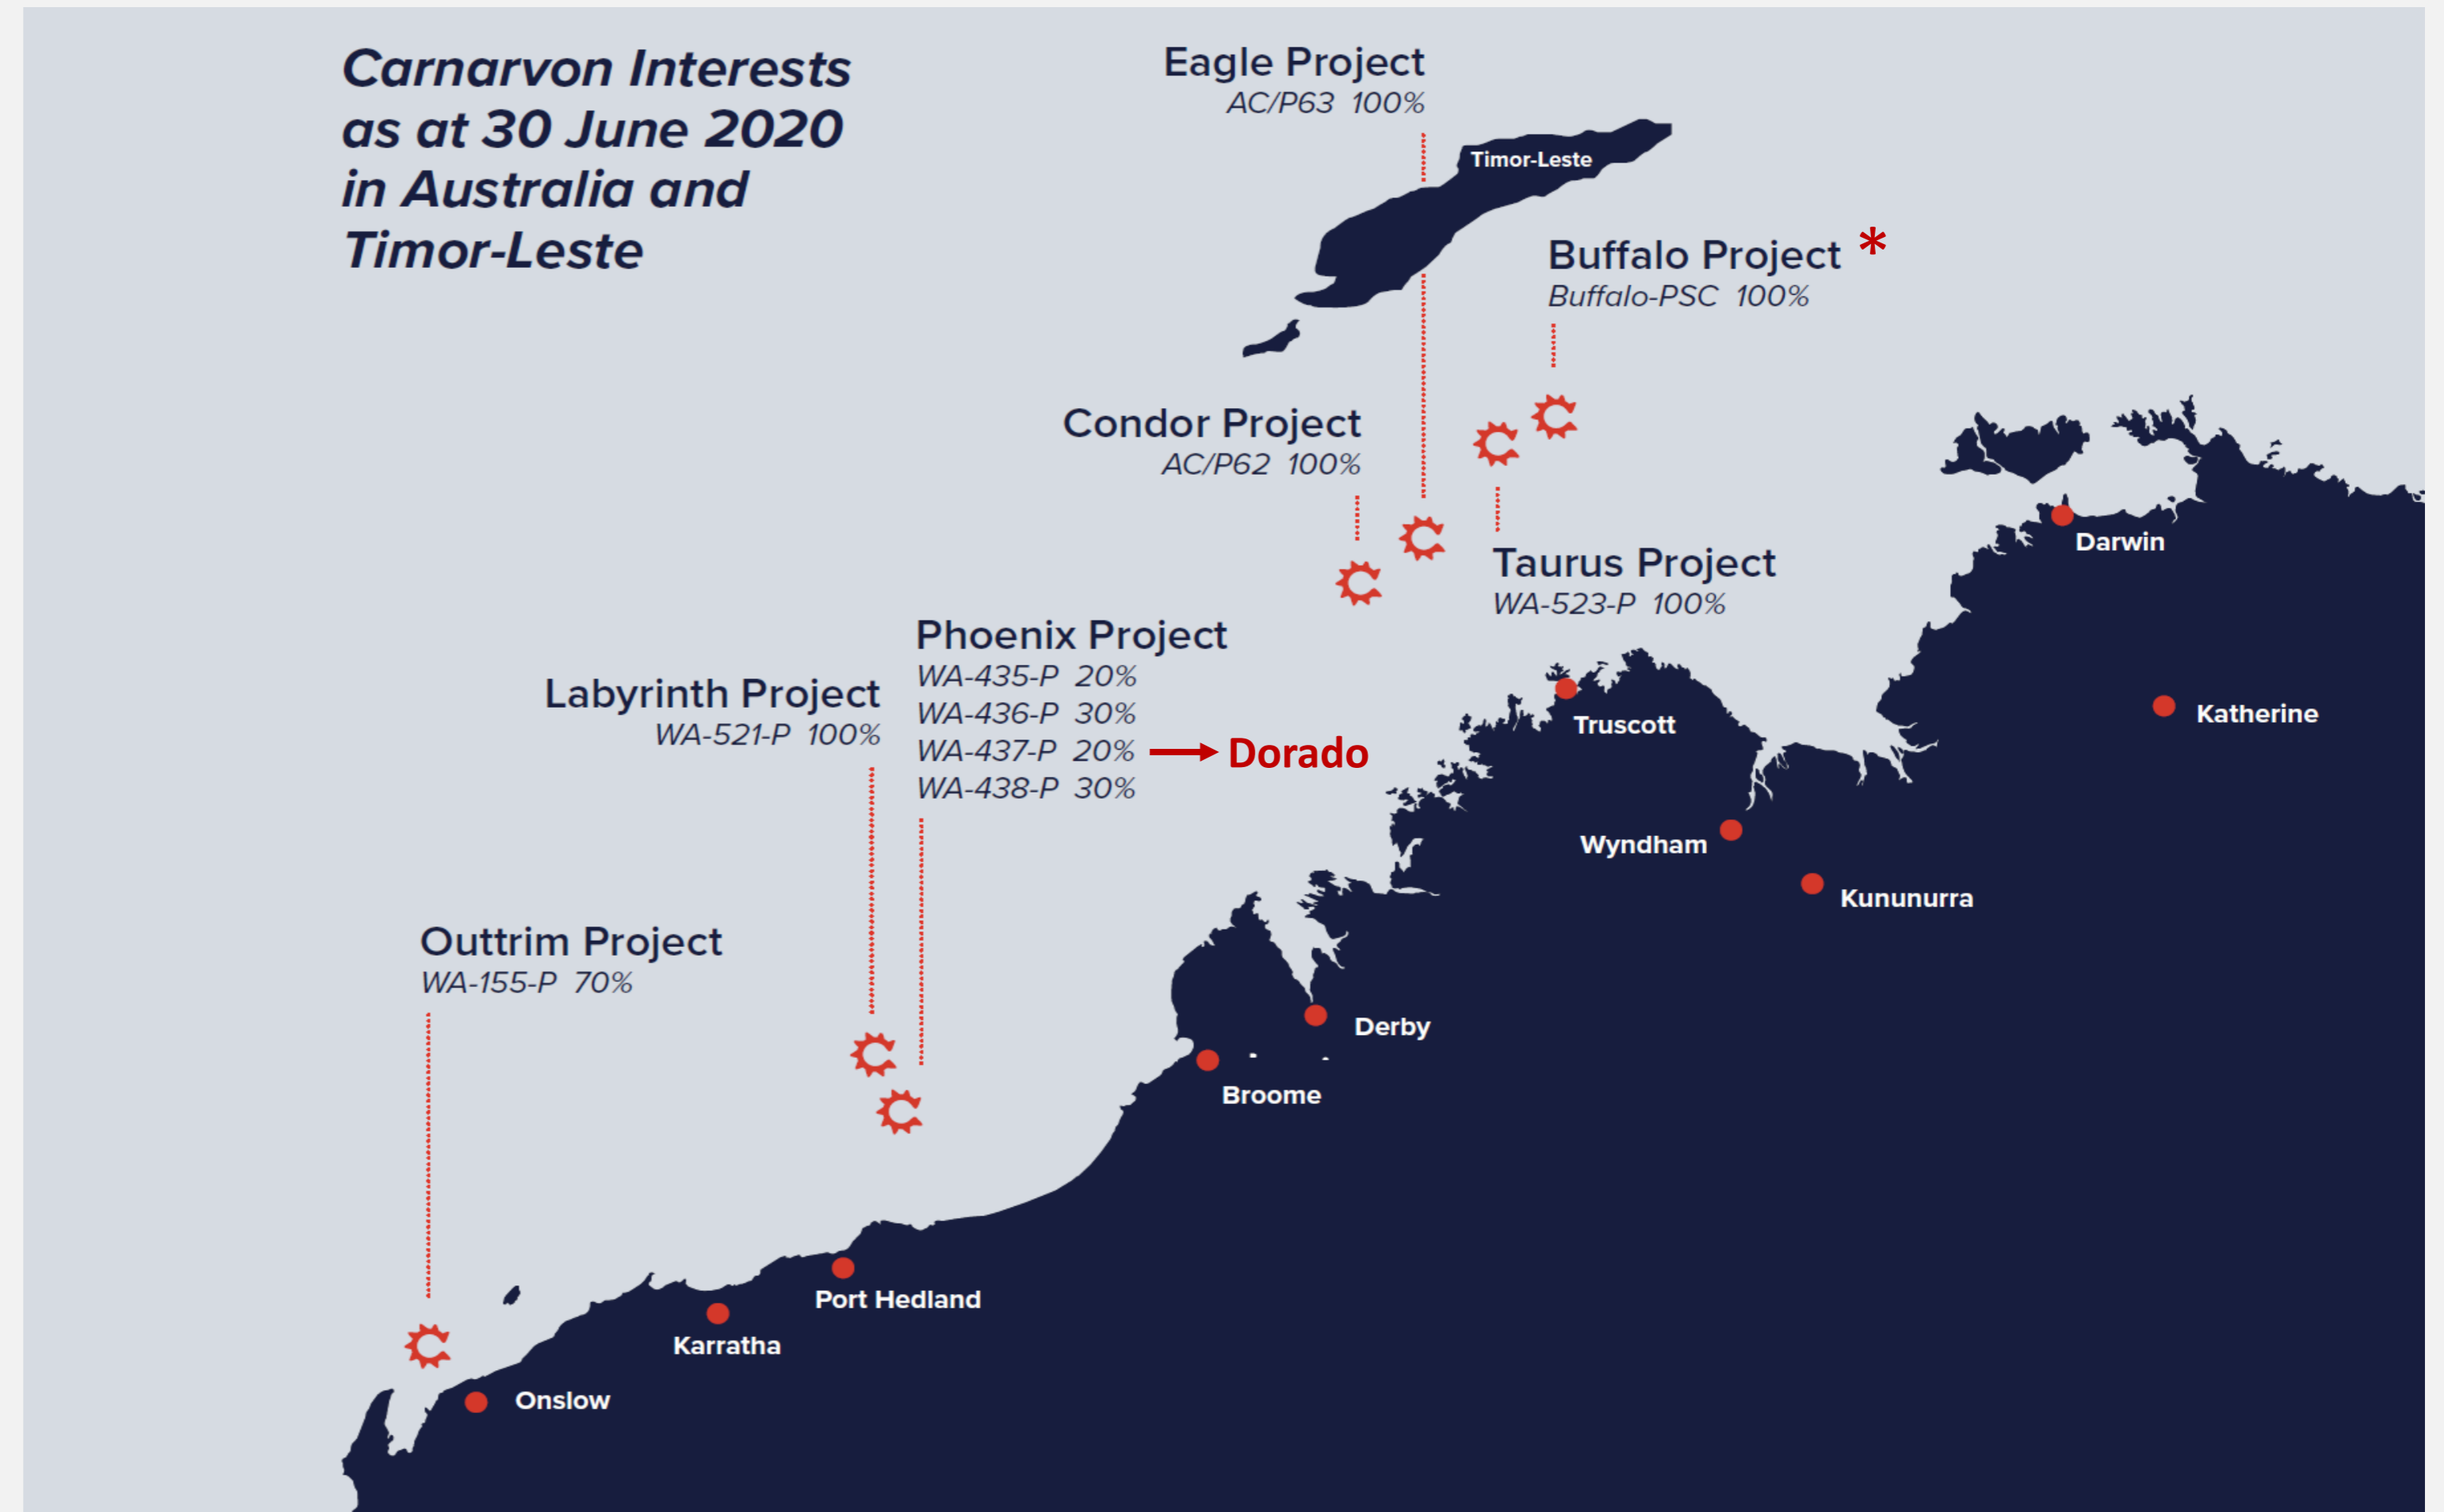 Carnarvon Interests
as at 30 June 2020
in Australia and
Timor-Leste
Eagle Project
AC/P63 100%
Timor-Leste
Buffalo Project *
Buffalo-PSC 100%
Condor Project
AC/P62 100%
Taurus Project
WA-523-P 100%
Darwin
Phoenix Project
WA-435-P 20%
WA-436-P 30%
WA-437-P 20% → Dorado
WA-438-P 30%
Labyrinth Project
WA-521-P 100%
Truscott
Katherine
Wyndham
Kununurra
Outtrim Project
WA-155-P 70%
Derby
Broome
Port Hedland
Karratha
Onslow